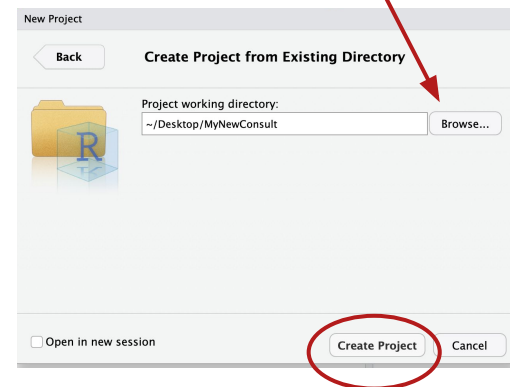 New Project
Back
Create Project from Existing Directory
Project working directory:
~/Desktop/MyNewConsult
Browse...
R
Open in new session
Create Project
Cancel